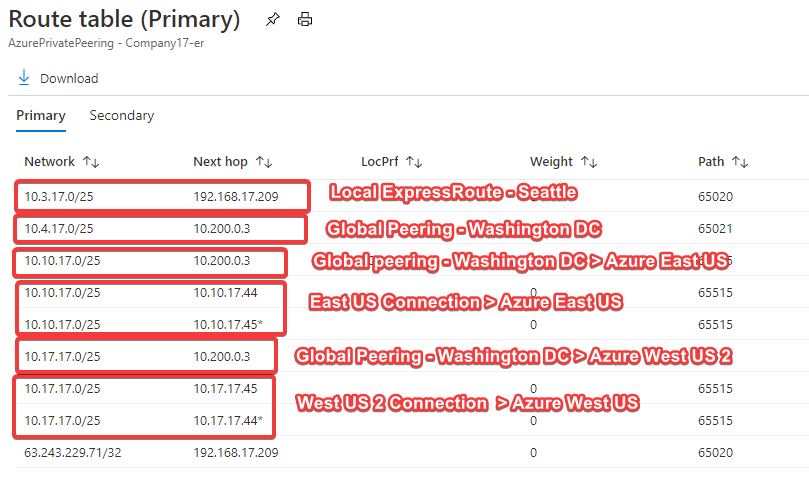 Route table (Primary)
AzurePrivatePeering - Company17-er
Download
Primary Secondary
Network Next hop LocPrf Weight Path
10.3.17.0/25 192.168.17.209 Local ExpressRoute - Seattle 65020
10.4.17.0/25 10.200.0.3 Global Peering - Washington DC 65021
10.10.17.0/25 10.200.0.3 Global peering - Washington DC > Azure East US
10.10.17.0/25 10.10.17.44 0 65515
East US Connection > Azure East US
10.10.17.0/25 10.10.17.45* 0 65515
10.17.17.0/25 10.200.0.3 Global Peering - Washington DC > Azure West US 2
10.17.17.0/25 10.17.17.45 0 65515
West US 2 Connection > Azure West US
10.17.17.0/25 10.17.17.44* 0 65515
63.243.229.71/32 192.168.17.209 0 65020